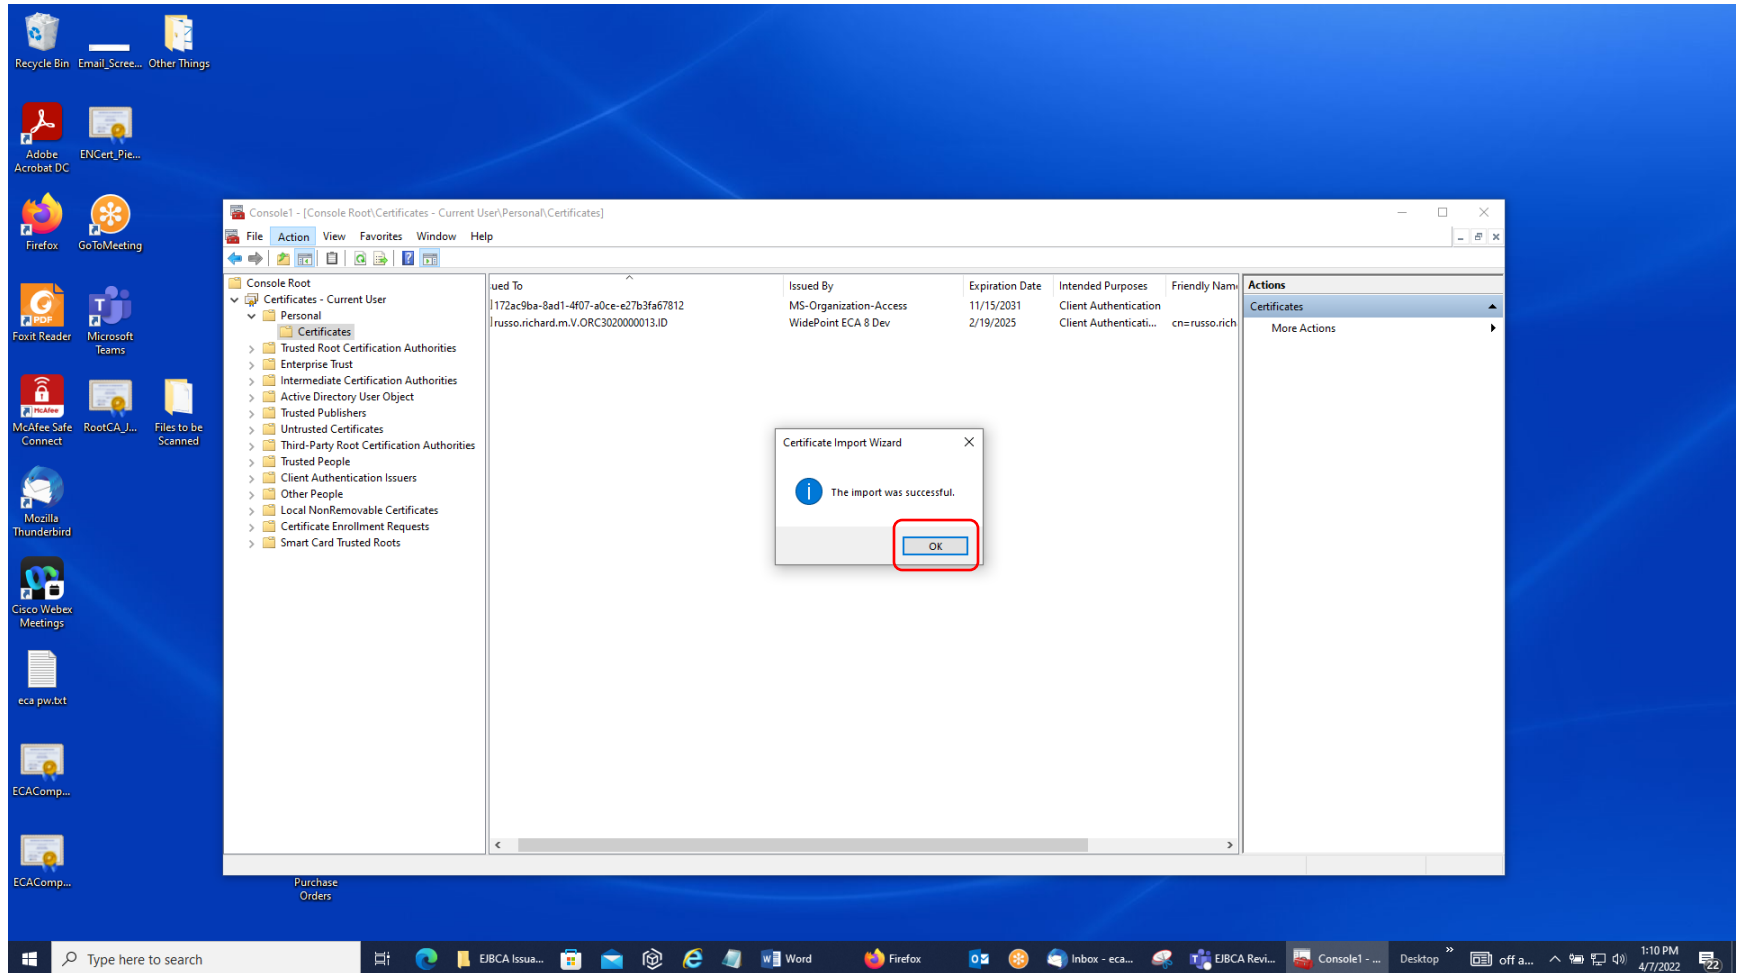 Recycle Bin
Email_Scree...
Other Things
Adobe
Acrobat DC
ENCert_Pie...
Firefox
GoToMeeting
Foxit Reader
Microsoft
Teams
McAfee Safe
Connect
RootCA_J...
Files to be
Scanned
Mozilla
Thunderbird
Cisco Webex
Meetings
eca pw.txt
ECAComp...
ECAComp...
Purchase
Orders
Console1 - [Console Root\Certificates - Current User\Personal\Certificates]
File Action View Favorites Window Help
Console Root
Certificates - Current User
Personal
Certificates
Trusted Root Certification Authorities
Enterprise Trust
Intermediate Certification Authorities
Active Directory User Object
Trusted Publishers
Untrusted Certificates
Third-Party Root Certification Authorities
Trusted People
Client Authentication Issuers
Other People
Local NonRemovable Certificates
Certificate Enrollment Requests
Smart Card Trusted Roots
ued To Issued By Expiration Date Intended Purposes Friendly Nam
172ac9ba-8ad1-4f07-a0ce-e27b3fa67812 MS-Organization-Access 11/15/2031 Client Authentication
russo.richard.m.V.ORC3020000013.ID WidePoint ECA 8 Dev 2/19/2025 Client Authenticati... cn=russo.rich
Actions
Certificates
More Actions
Certificate Import Wizard
The import was successful.
OK
Type here to search
EJBCA Issua...
Word
Firefox
Inbox - eca...
EJBCA Revi...
Console1 - ...
Desktop
off a...
1:10 PM
4/7/2022
22